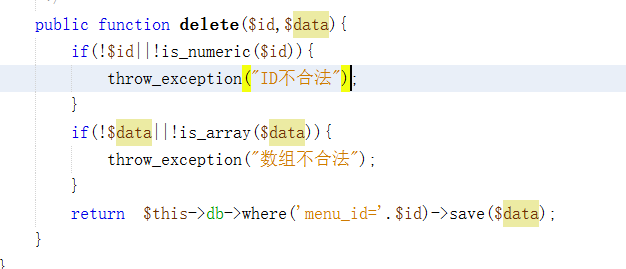 public function delete($id,$data){
if(!$id||!is_numeric($id)){
throw_exception("ID不合法");
}
if(!$data||!is_array($data)){
throw_exception("数组不合法");
}
return  $this->db->where('menu_id='.$id)->save($data);
}
}